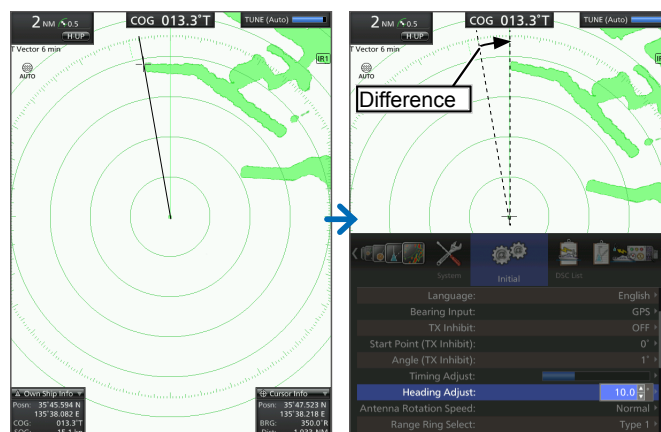 2 NM 0.5
H UP
COG 013.3°T
TUNE (Auto)
T Vector 6 min
AUTO
IR1
Own Ship Info
Posn: 35°45.594 N
135°38.082 E
COG: 013.3°T
Cursor Info
Posn: 35°47.523 N
135°38.218 E
BRG: 350.0°R
2 NM 0.5
H UP
COG 013.3°T
TUNE (Auto)
T Vector 6 min
AUTO
Difference
System
Initial
DSC List
Language: English
Bearing Input: GPS
TX Inhibit: OFF
Start Point (TX Inhibit): 0°
Angle (TX Inhibit): 1°
Timing Adjust:
Heading Adjust: 10.0
Antenna Rotation Speed: Normal
Range Ring Select: Type 1